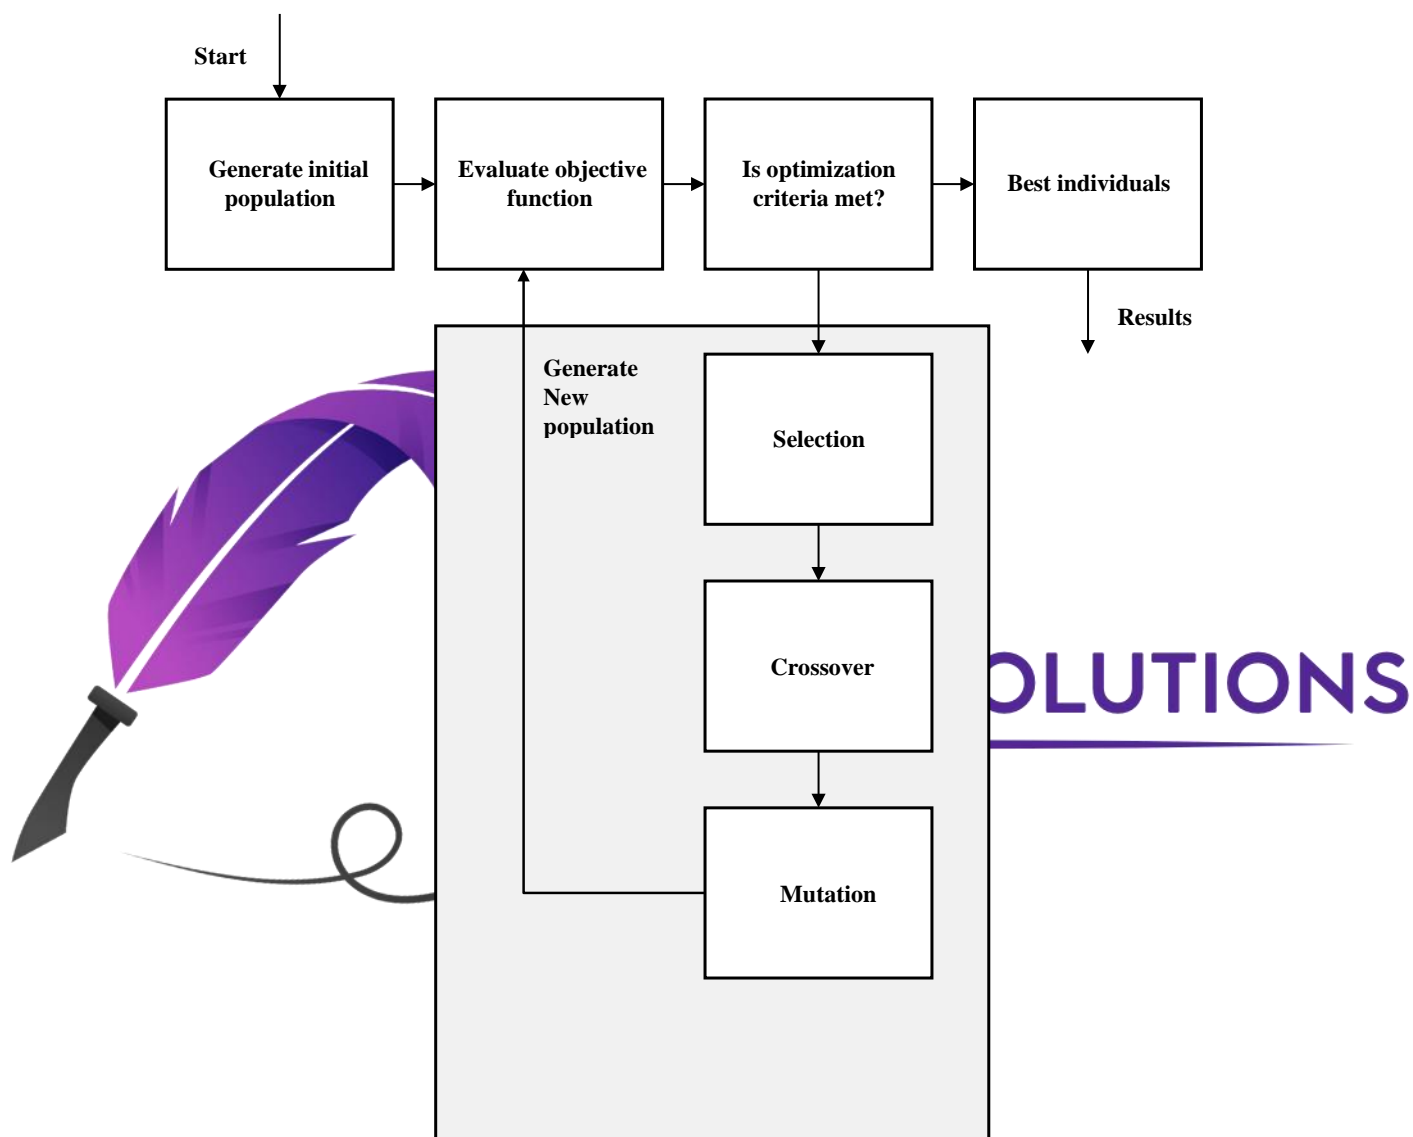 Start
Generate initial
population
Evaluate objective
function
Is optimization
criteria met?
Best individuals
Results
Generate
New
population
Selection
Crossover
OLUTIONS
Mutation